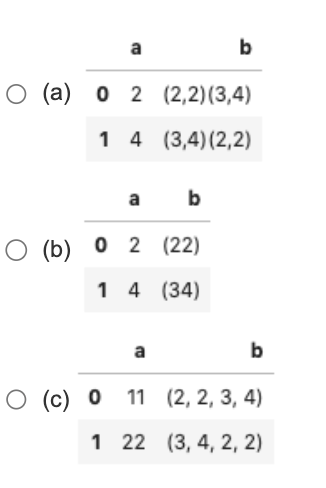 a b
(a) 0 2 (2,2)(3,4)
1 4 (3,4)(2,2)
a b
(b) 0 2 (22)
1 4 (34)
a b
(c) 0 11 (2, 2, 3, 4)
1 22 (3, 4, 2, 2)